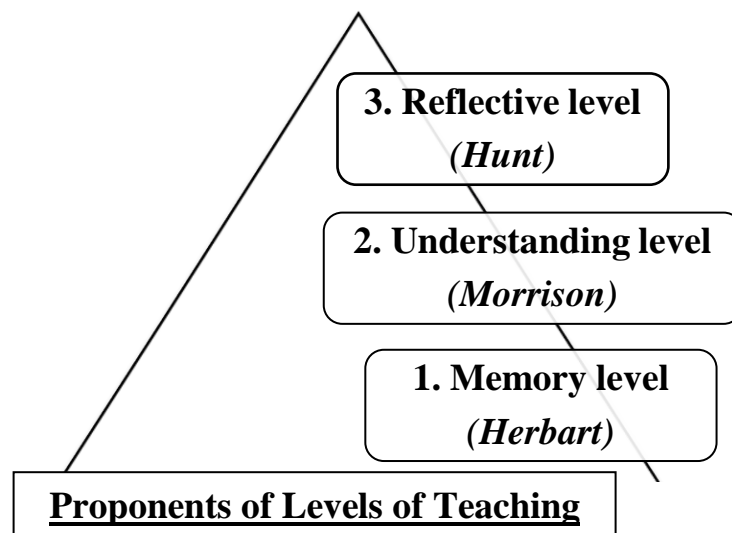 3. Reflective level
(Hunt)
2. Understanding level
(Morrison)
1. Memory level
(Herbart)
Proponents of Levels of Teaching